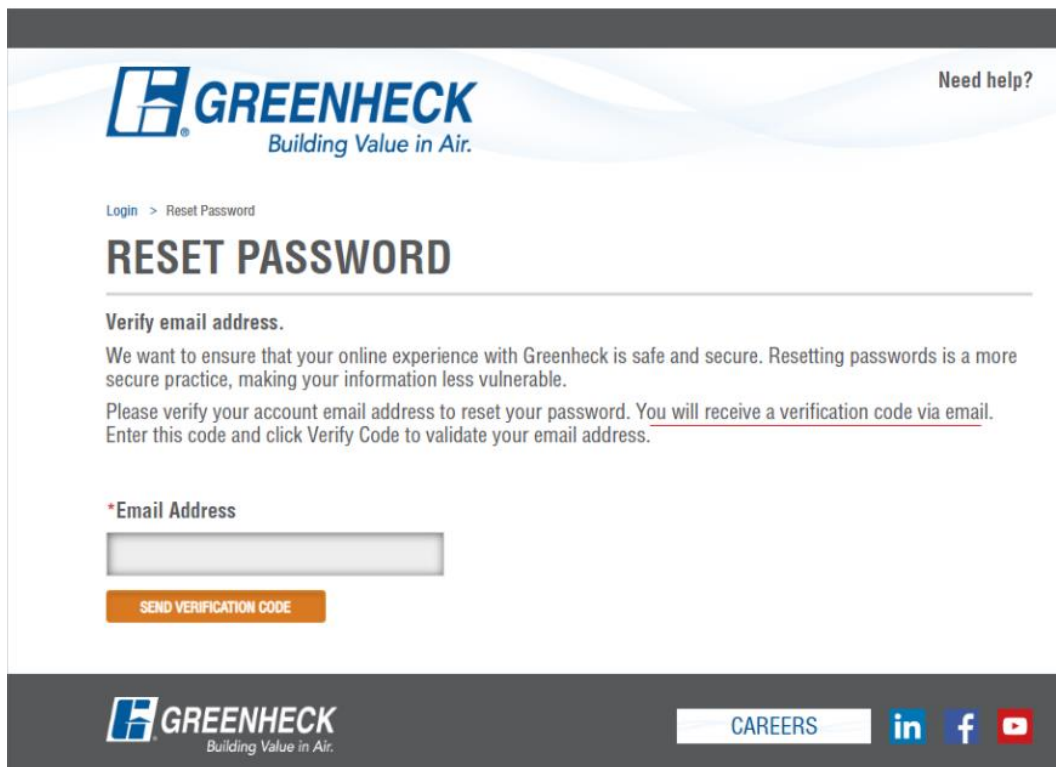 GREENHECK
Building Value in Air.
Need help?
Login > Reset Password
RESET PASSWORD
Verify email address.
We want to ensure that your online experience with Greenheck is safe and secure. Resetting passwords is a more
secure practice, making your information less vulnerable.
Please verify your account email address to reset your password. You will receive a verification code via email.
Enter this code and click Verify Code to validate your email address.
*Email Address
SEND VERIFICATION CODE
GREENHECK
Building Value in Air.
CAREERS
in f